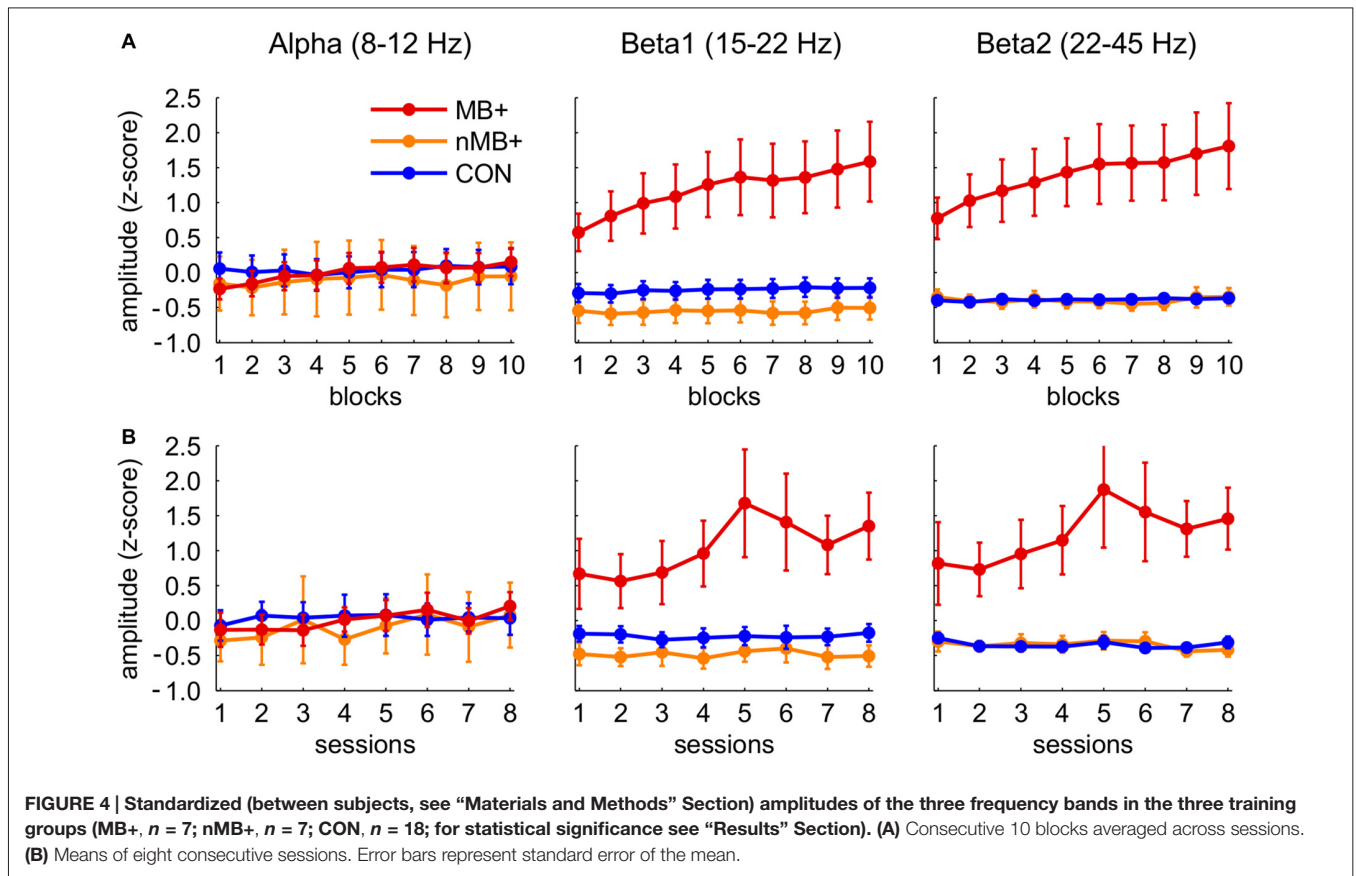 A
Alpha (8-12 Hz)
Beta1 (15-22 Hz)
Beta2 (22-45 Hz)
amplitude (z-score)
2.5
2.0
1.5
1.0
0.5
0.0
-0.5
-1.0
MB+
nMB+
CON
1 2 3 4 5 6 7 8 9 10
blocks
1 2 3 4 5 6 7 8 9 10
blocks
1 2 3 4 5 6 7 8 9 10
blocks
B
amplitude (z-score)
2.5
2.0
1.5
1.0
0.5
0.0
-0.5
-1.0
1 2 3 4 5 6 7 8
sessions
1 2 3 4 5 6 7 8
sessions
1 2 3 4 5 6 7 8
sessions
FIGURE 4 | Standardized (between subjects, see “Materials and Methods” Section) amplitudes of the three frequency bands in the three training
groups (MB+, n = 7; nMB+, n = 7; CON, n = 18; for statistical significance see “Results” Section). (A) Consecutive 10 blocks averaged across sessions.
(B) Means of eight consecutive sessions. Error bars represent standard error of the mean.